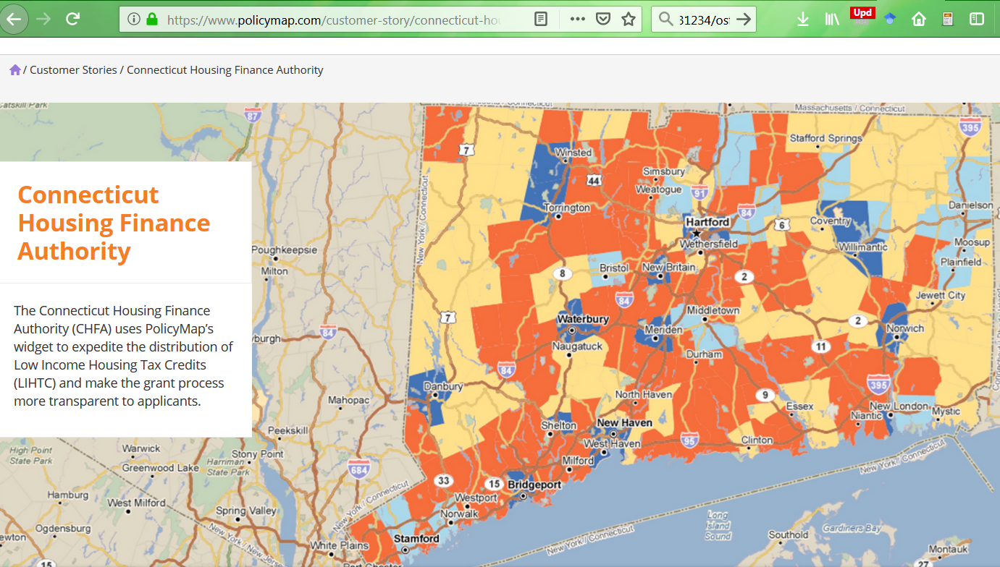 https://www.policymap.com/customer-story/connecticut-hou
31234/os
Upd
/ Customer Stories / Connecticut Housing Finance Authority
Connecticut
Housing Finance
Authority
The Connecticut Housing Finance
Authority (CHFA) uses PolicyMap's
widget to expedite the distribution of
Low Income Housing Tax Credits
(LIHTC) and make the grant process
more transparent to applicants.
Catskill Park
87
Massachusetts / Connecticut
395
7
Stafford Springs
Winsted
44
Simsbury
Weatogue
91
New York / Connecticut
Torrington
84
Danielson
Hartford
6
Coventry
Wethersfield
Willimantic
Moosup
Poughkeepsie
Plainfield
Milton
8
Bristol
New Britain
2
Jewett City
84
7
Waterbury
Middletown
2
84
Meriden
Norwich
Naugatuck
11
Durham
84
395
Danbury
North Haven
9
Mahopac
Essex
New London
Niantic
Mystic
Shelton
New Haven
Peekskill
West Haven
95
Clinton
High Point
State Park
Warwick
Stony Point
Milford
New York / Connecticut
Greenwood Lake
Harriman
State Park
684
33
15
Bridgeport
Hamburg
West Milford
New York / Connecticut
Westport
Spring Valley
Norwalk
Long
Island
Sound
Gardiners Bay
Ogdensburg
New York / Connecticut
Southold
Stamford
White Plains
Montauk
15
27
Port Chester